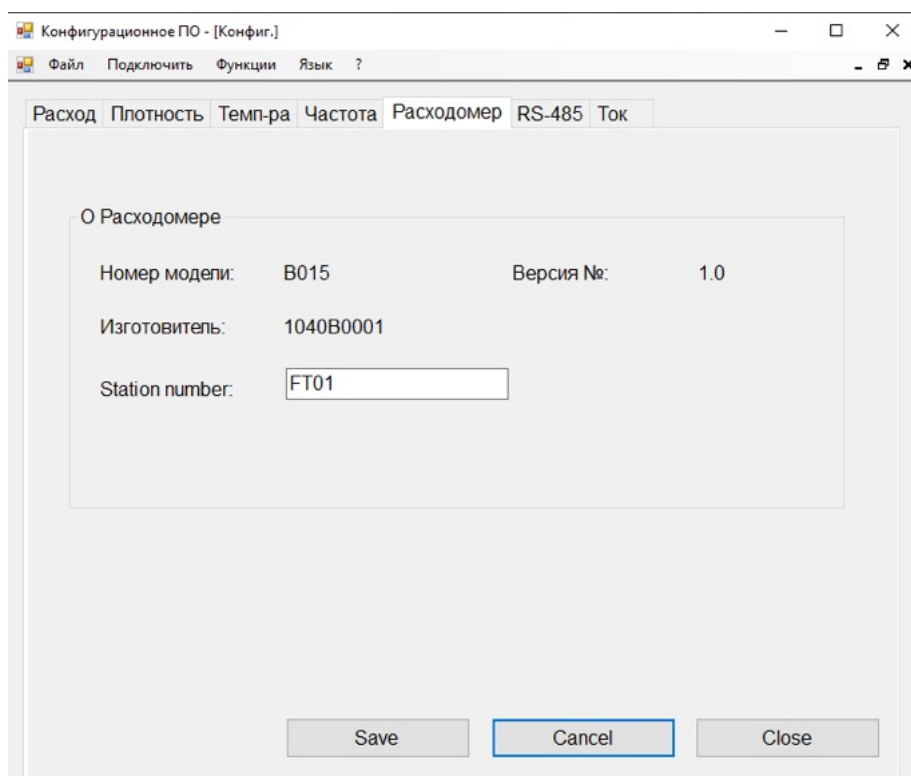 Конфигурационное ПО - [Конфиг.]
Файл Подключить Функции Язык ?
Расход Плотность Темп-ра Частота Расходомер RS-485 Ток
О Расходомере
Номер модели: B015 Версия №: 1.0
Изготовитель: 1040B0001
Station number: FT01
Save Cancel Close